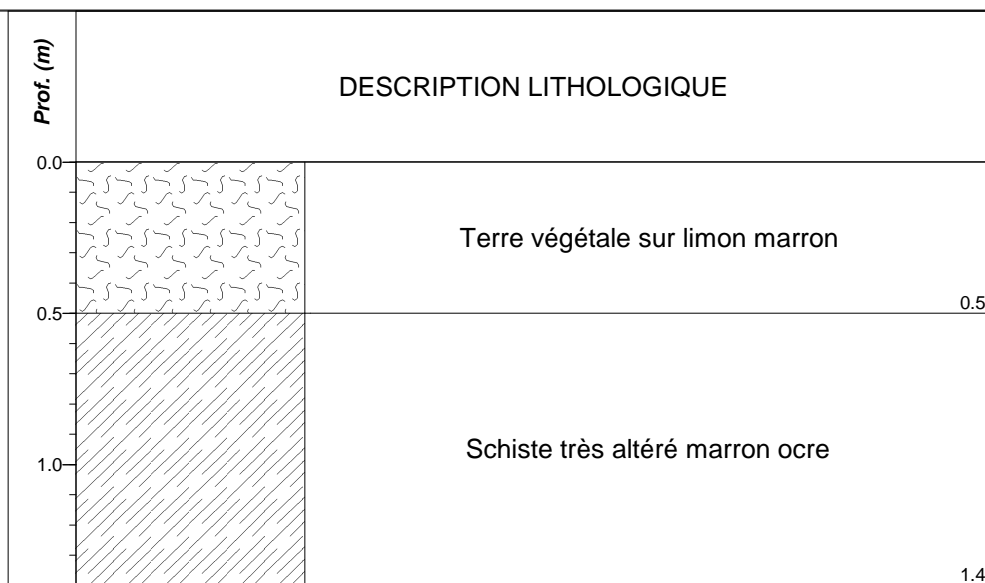 Prof. (m)
DESCRIPTION LITHOLOGIQUE
0.0
Terre végétale sur limon marron
0.5
0.5
Schiste très altéré marron ocre
1.0
1.4